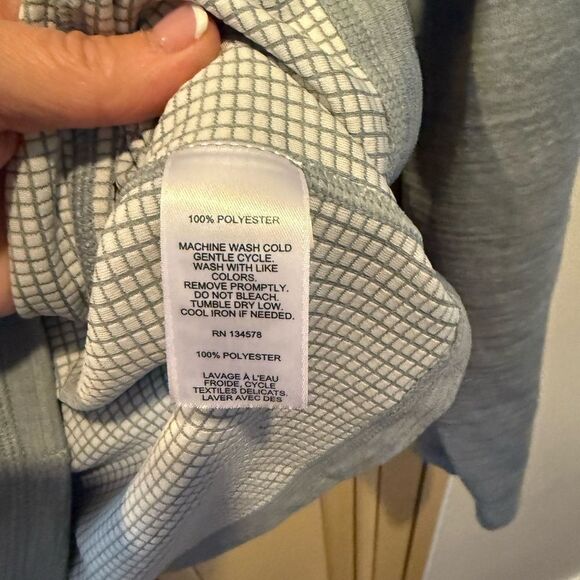 100% POLYESTER
MACHINE WASH COLD
GENTLE CYCLE.
WASH WITH LIKE
COLORS.
REMOVE PROMPTLY.
DO NOT BLEACH.
TUMBLE DRY LOW.
COOL IRON IF NEEDED.
RN 134578
100% POLYESTER
LAVAGE À L'EAU
FROIDE, CYCLE
TEXTILES DELICATS.
LAVER AVEC DES